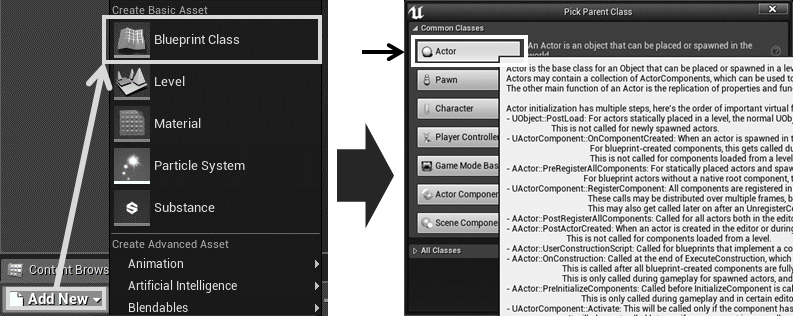 Create Basic Asset
Blueprint Class
Level
Material
Particle System
Substance
Create Advanced Asset
Animation
Artificial Intelligence
Blendables
Content Brows
Add New
Pick Parent Class
Common Classes
Actor
An Actor is an object that can be placed or spawned in the
world
Pawn
Character
Player Controller
Game Mode Bas
Actor Compone
Scene Compone
All Classes
Actor is the base class for an Object that can be placed or spawned in a leve
Actors may contain a collection of ActorComponents, which can be used to
The other main function of an Actor is the replication of properties and func
Actor initialization has multiple steps, here's the order of important virtual f
- UObject::PostLoad: For actors statically placed in a level, the normal UObj
This is not called for newly spawned actors.
- UActorComponent::OnComponentCreated: When an actor is spawned in t
For blueprint-created components, this gets called du
This is not called for components loaded from a level
- AActor::PreRegisterAllComponents: For statically placed actors and spaw
For blueprint actors without a native root component, t
- UActorComponent::RegisterComponent: All components are registered in
These calls may be distributed over multiple frames, b
This may also get called later on after an UnregisterCo
- AActor::PostRegisterAllComponents: Called for all actors both in the edito
- AActor::PostActorCreated: When an actor is created in the editor or during
This is not called for components loaded from a level.
- AActor::UserConstructionScript: Called for blueprints that implement a co
- AActor::OnConstruction: Called at the end of ExecuteConstruction, which
This is called after all blueprint-created components are fully
This is only called during gameplay for spawned actors, and
- AActor::PreInitializeComponents: Called before InitializeComponent is cal
This is only called during gameplay and in certain edito
- UActorComponent::Activate: This will be called only if the component has